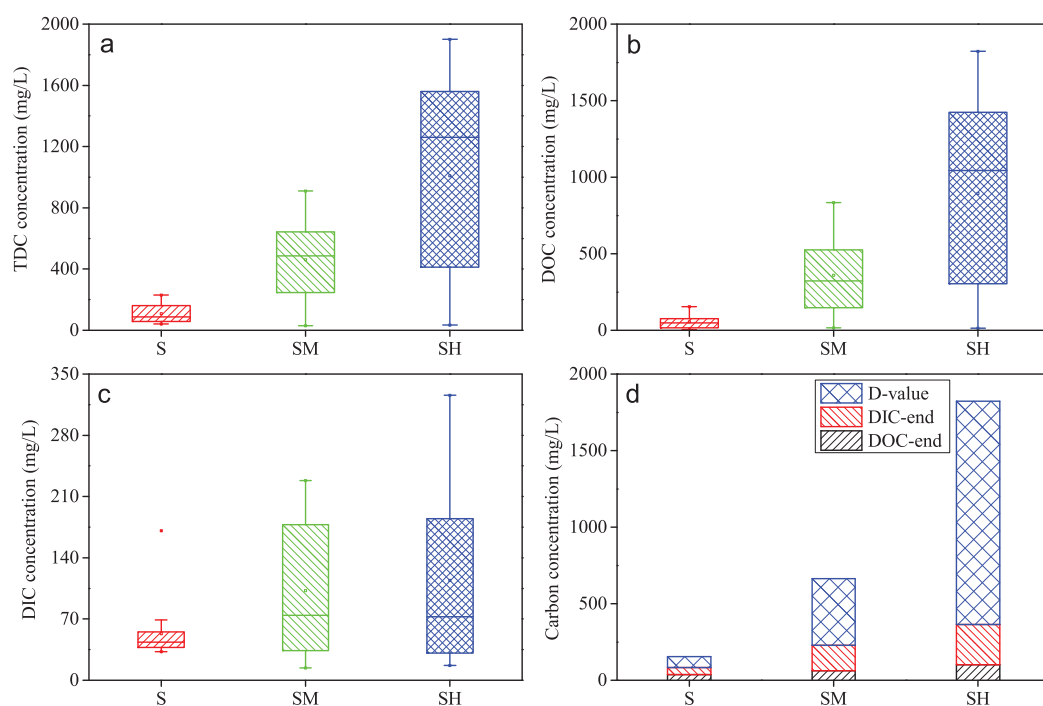 a
TDC concentration (mg/L)
2000
1600
1200
800
400
0
S
SM
SH
b
DOC concentration (mg/L)
2000
1500
1000
500
0
S
SM
SH
c
DIC concentration (mg/L)
350
280
210
140
70
0
S
SM
SH
d
Carbon concentration (mg/L)
2000
1500
1000
500
0
D-value
DIC-end
DOC-end
S
SM
SH